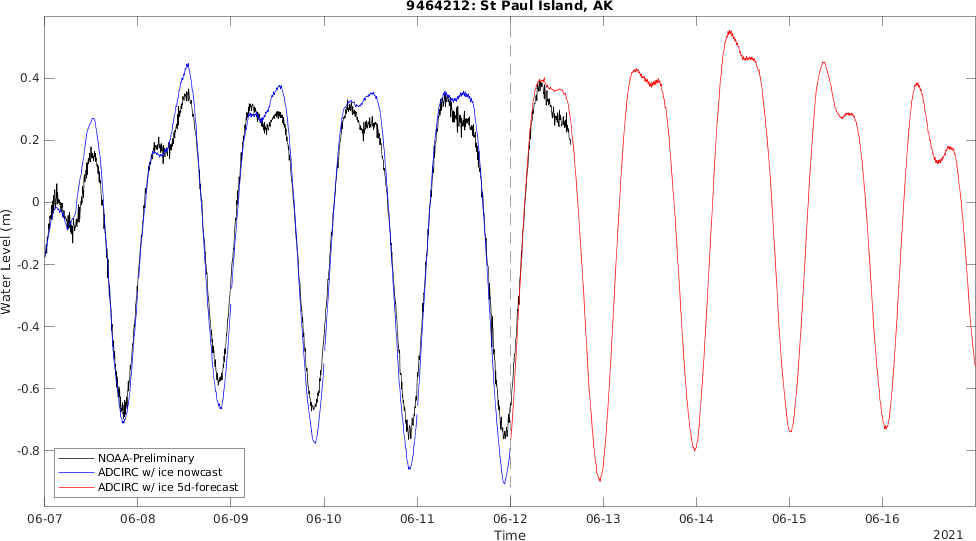 9464212: St Paul Island, AK
Water Level (m)
0.4
0.2
0
-0.2
-0.4
-0.6
-0.8
NOAA-Preliminary
ADCIRC w/ ice nowcast
ADCIRC w/ ice 5d-forecast
06-07 06-08 06-09 06-10 06-11 06-12 06-13 06-14 06-15 06-16
Time
2021